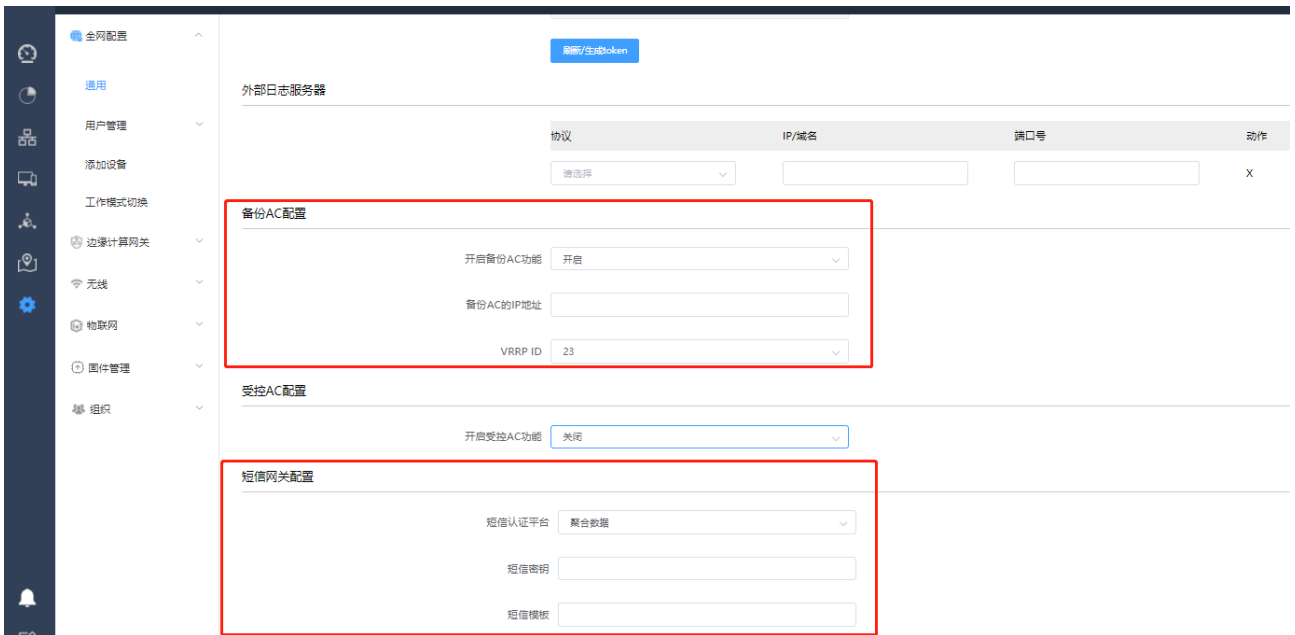 全网配置
通用
用户管理
添加设备
工作模式切换
边缘计算网关
无线
物联网
固件管理
组织
刷新/生成token
外部日志服务器
协议 IP/域名 端口号 动作
请选择 X
备份AC配置
开启备份AC功能 开启
备份AC的IP地址
VRRP ID 23
受控AC配置
开启受控AC功能 关闭
短信网关配置
短信认证平台 聚合数据
短信密钥
短信模板